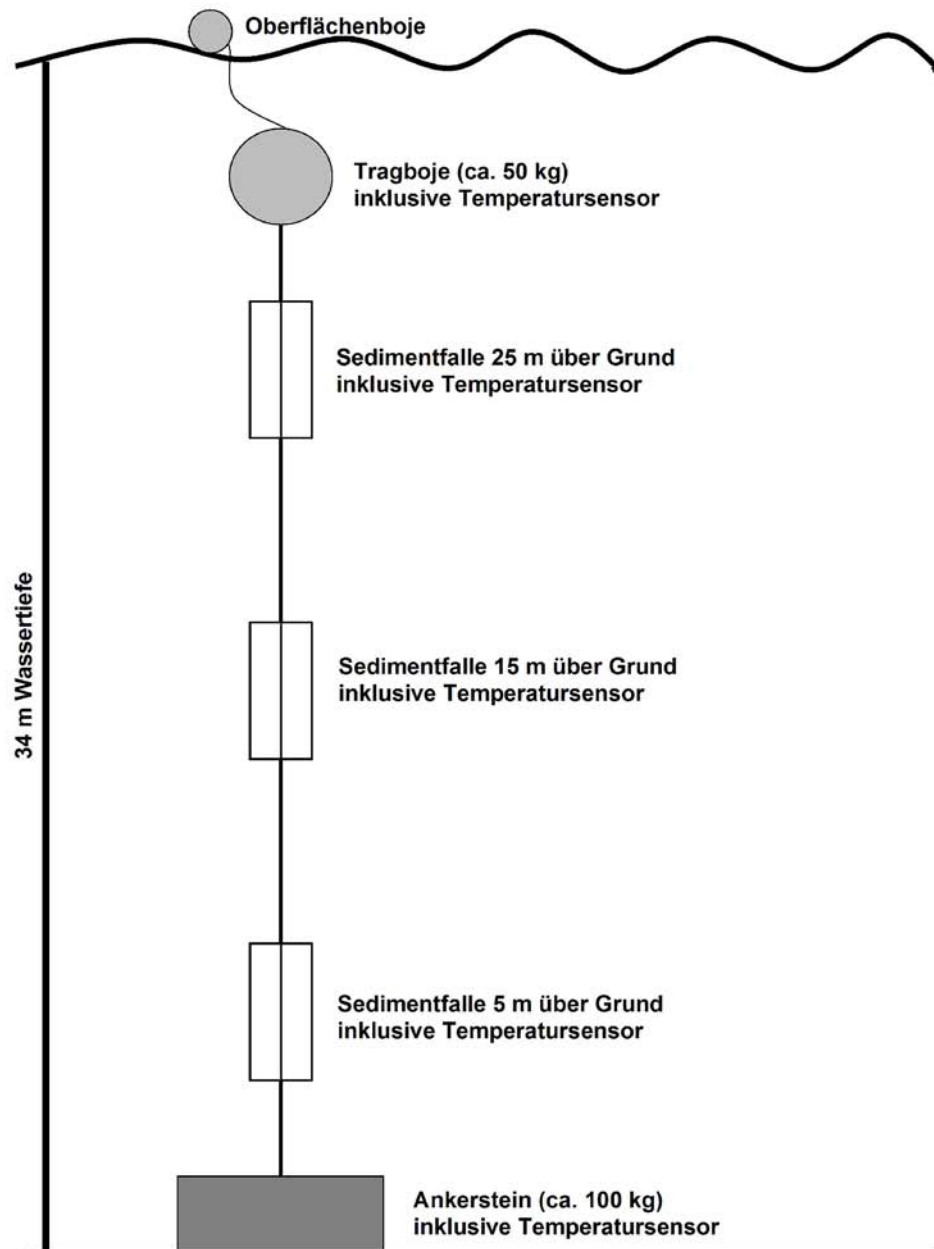 Oberflächenboje
Tragboje (ca. 50 kg)
inklusive Temperatursensor
Sedimentfalle 25 m über Grund
inklusive Temperatursensor
Sedimentfalle 15 m über Grund
inklusive Temperatursensor
34 m Wassertiefe
Sedimentfalle 5 m über Grund
inklusive Temperatursensor
Ankerstein (ca. 100 kg)
inklusive Temperatursensor